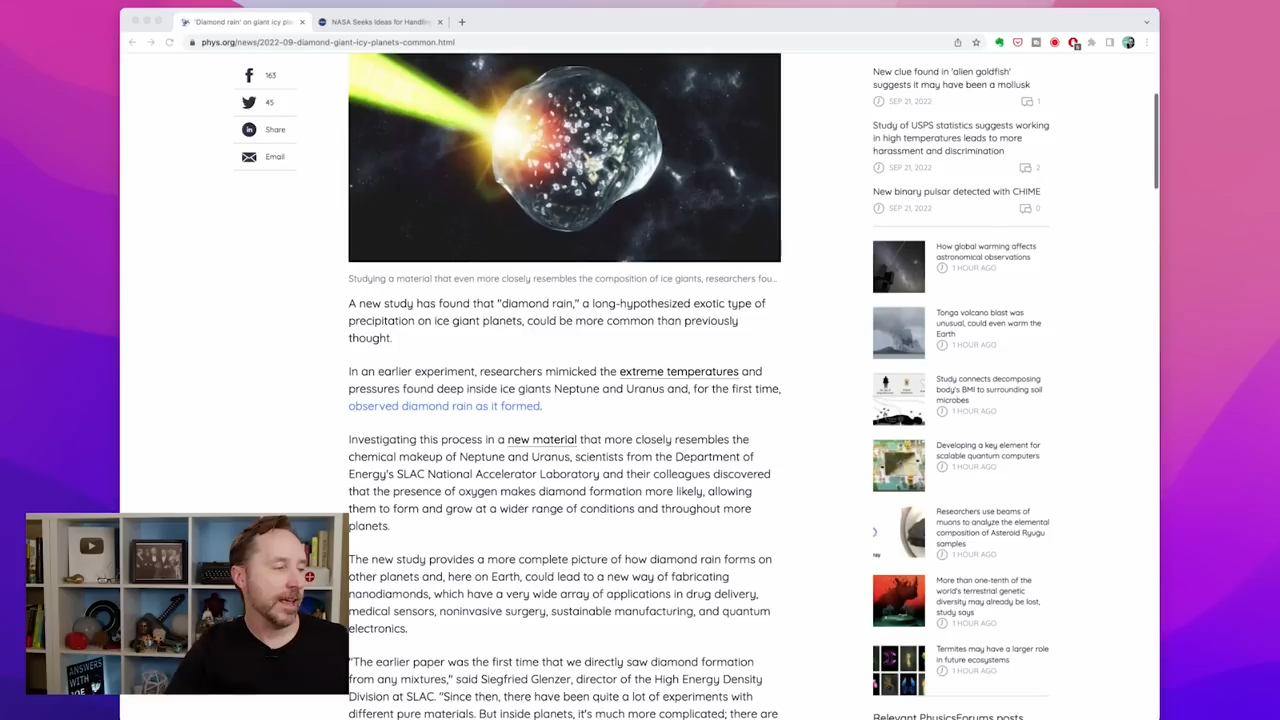 'Diamond rain' on giant icy pla
NASA Seeks Ideas for Handling
phys.org/news/2022-09-diamond-giant-icy-planets-common.html
163
45
Share
Email
Studying a material that even more closely resembles the composition of ice giants, researchers fou...
A new study has found that "diamond rain," a long-hypothesized exotic type of
precipitation on ice giant planets, could be more common than previously
thought.
In an earlier experiment, researchers mimicked the extreme temperatures and
pressures found deep inside ice giants Neptune and Uranus and, for the first time,
observed diamond rain as it formed.
Investigating this process in a new material that more closely resembles the
chemical makeup of Neptune and Uranus, scientists from the Department of
Energy's SLAC National Accelerator Laboratory and their colleagues discovered
that the presence of oxygen makes diamond formation more likely, allowing
them to form and grow at a wider range of conditions and throughout more
planets.
The new study provides a more complete picture of how diamond rain forms on
other planets and, here on Earth, could lead to a new way of fabricating
nanodiamonds, which have a very wide array of applications in drug delivery,
medical sensors, noninvasive surgery, sustainable manufacturing, and quantum
electronics.
"The earlier paper was the first time that we directly saw diamond formation
from any mixtures," said Siegfried Glenzer, director of the High Energy Density
Division at SLAC. "Since then, there have been quite a lot of experiments with
different pure materials. But inside planets, it's much more complicated; there are
New clue found in 'alien goldfish'
suggests it may have been a mollusk
SEP 21, 2022 1
Study of USPS statistics suggests working
in high temperatures leads to more
harassment and discrimination
SEP 21, 2022 2
New binary pulsar detected with CHIME
SEP 21, 2022 0
How global warming affects
astronomical observations
1 HOUR AGO
Tonga volcano blast was
unusual, could even warm the
Earth
1 HOUR AGO
Study connects decomposing
body's BMI to surrounding soil
microbes
1 HOUR AGO
Developing a key element for
scalable quantum computers
1 HOUR AGO
Researchers use beams of
muons to analyze the elemental
composition of Asteroid Ryugu
samples
1 HOUR AGO
More than one-tenth of the
world's terrestrial genetic
diversity may already be lost,
study says
1 HOUR AGO
Termites may have a larger role
in future ecosystems
1 HOUR AGO
Relevant PhysicsForums posts
ANSWERS
WITH
JOE